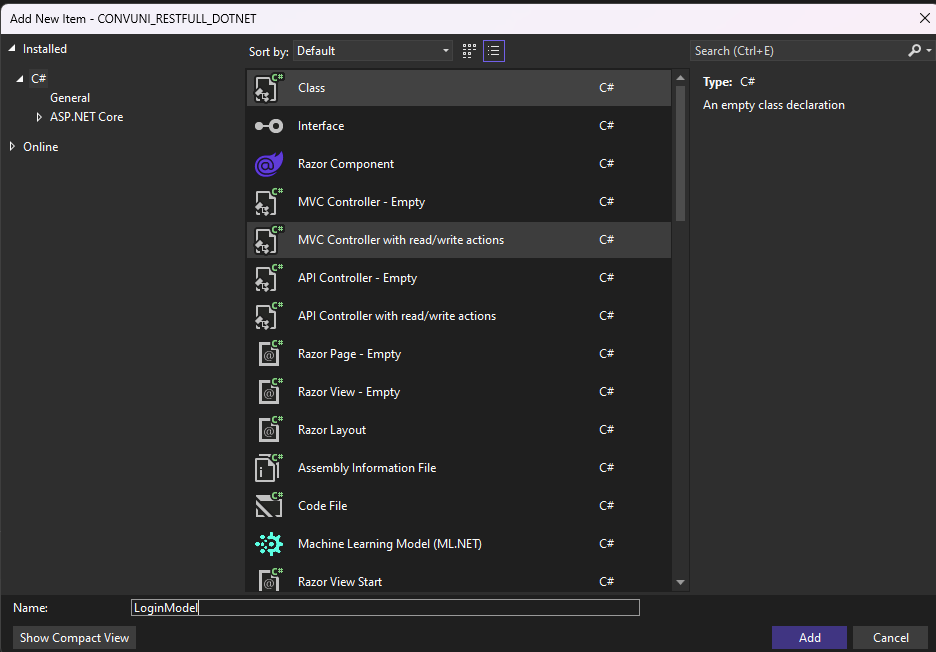 Add New Item - CONVUNI_RESTFULL_DOTNET
Installed
C#
General
ASP.NET Core
Online
Sort by: Default
Class C#
Interface C#
Razor Component C#
MVC Controller - Empty C#
MVC Controller with read/write actions C#
API Controller - Empty C#
API Controller with read/write actions C#
Razor Page - Empty C#
Razor View - Empty C#
Razor Layout C#
Assembly Information File C#
Code File C#
Machine Learning Model (ML.NET) C#
Razor View Start C#
Search (Ctrl+E)
Type: C#
An empty class declaration
Name: LoginModel
Show Compact View
Add
Cancel